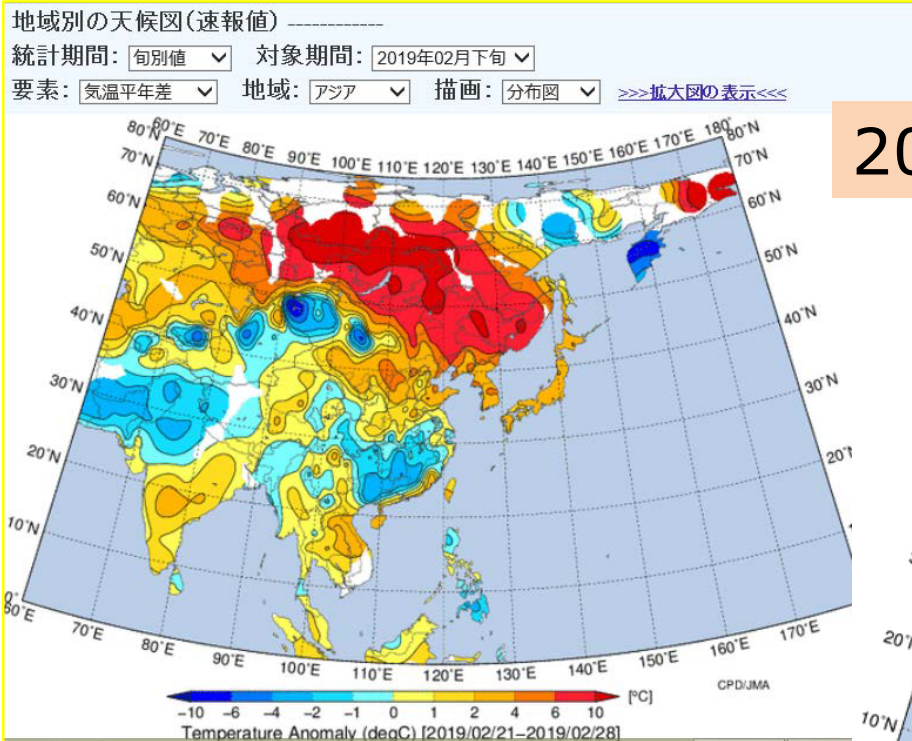 地域別の天候図(速報値) ------------
統計期間: 旬別値 対象期間: 2019年02月下旬
要素: 気温平年差 地域: アジア 描画: 分布図 >>>拡大図の表示<<<
20
60˚E 70˚E 80˚E 90˚E 100˚E 110˚E 120˚E 130˚E 140˚E 150˚E 160˚E 170˚E 180˚
80˚N 80˚N
70˚N 70˚N
60˚N 60˚N
50˚N 50˚N
40˚N 40˚N
30˚N 30˚N
20˚N 20˚
10˚N
0˚
60˚E 70˚E 80˚E 90˚E 100˚E 110˚E 120˚E 130˚E 140˚E 150˚E 160˚E 170˚E
20˚
10˚N
CPD/JMA
−10 −6 −4 −2 −1 0 1 2 4 6 10 [°C]
Temperature Anomaly (degC) [2019/02/21−2019/02/28]